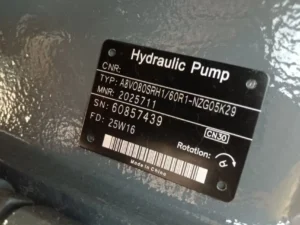 Hydraulic Pump
CNR:
TYP: A8VO80SRH1/60R1-NZG05K29
MNR: 2025711
SN: 60857439
FD: 25W16
CN30
Rotation:
Made in China